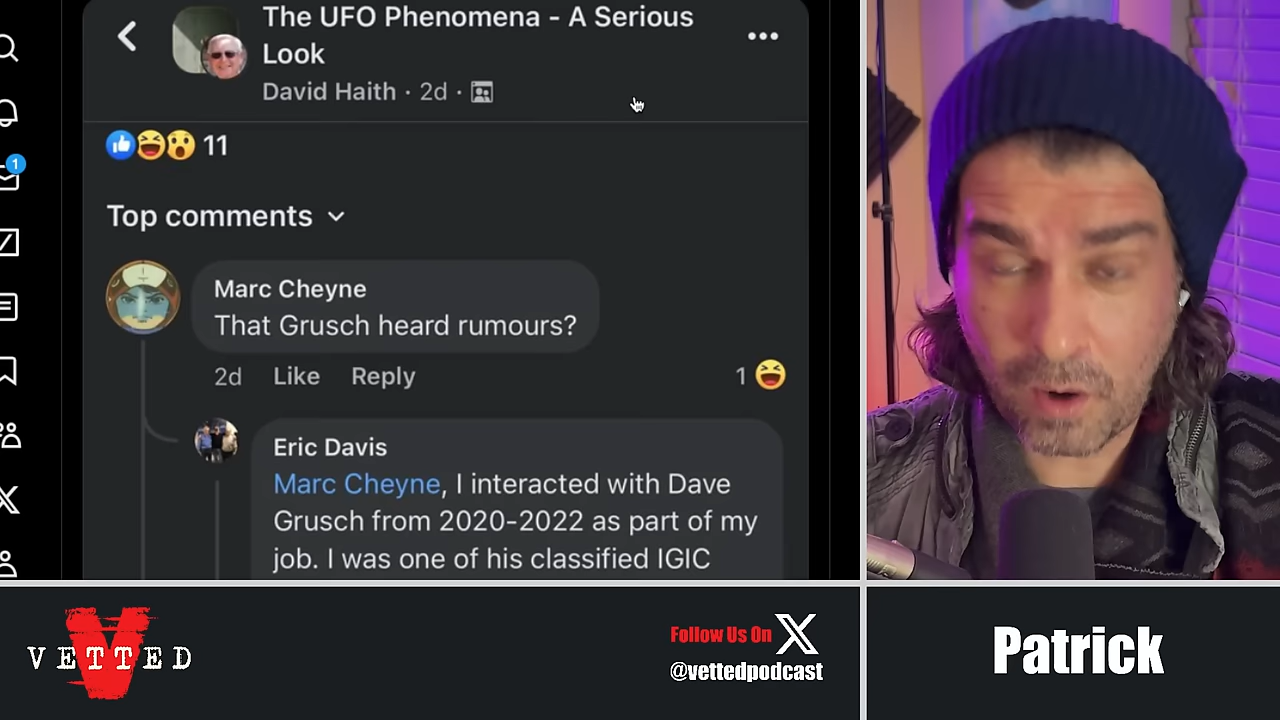 The UFO Phenomena - A Serious
Look
David Haith · 2d ·
11
Top comments
Marc Cheyne
That Grusch heard rumours?
2d Like Reply
1
Eric Davis
Marc Cheyne, I interacted with Dave
Grusch from 2020-2022 as part of my
job. I was one of his classified IGIC
1
V
VETTED
Follow Us On X
@vettedpodcast
Patrick